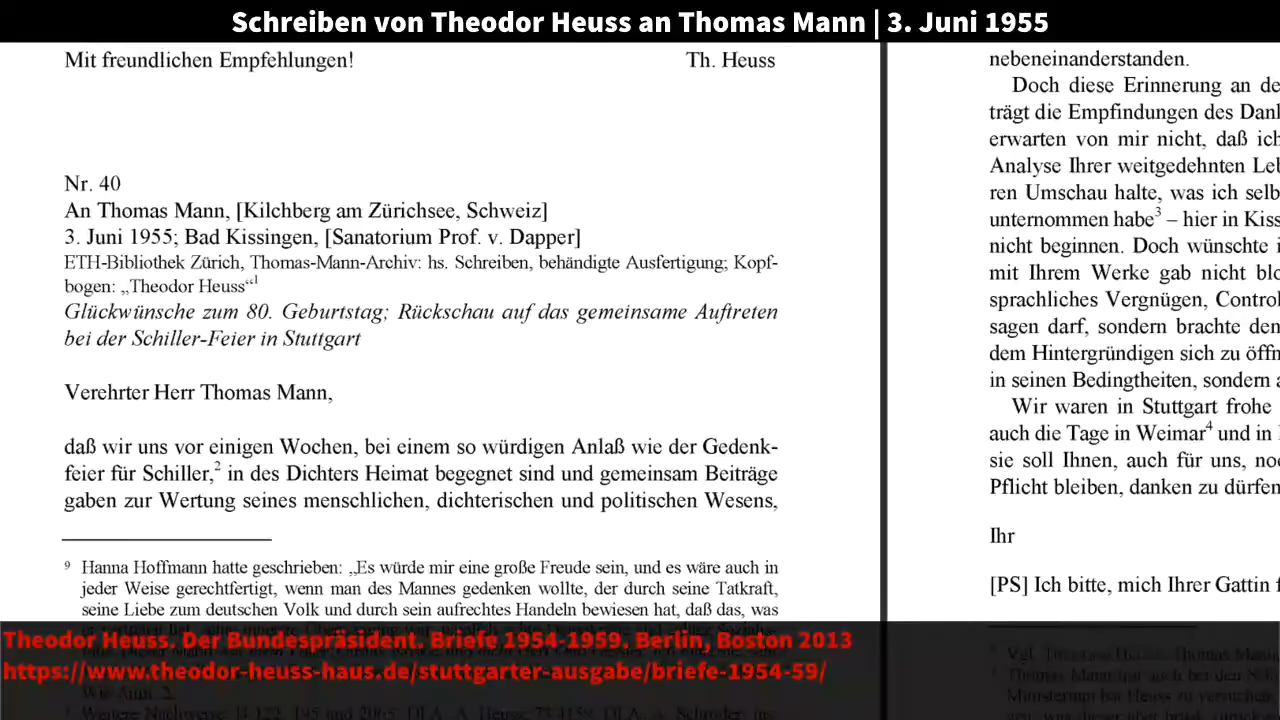 Schreiben von Theodor Heuss an Thomas Mann | 3. Juni 1955
Mit freundlichen Empfehlungen! Th. Heuss
Nr. 40
An Thomas Mann, [Kilchberg am Zürichsee, Schweiz]
3. Juni 1955; Bad Kissingen, [Sanatorium Prof. v. Dapper]
ETH-Bibliothek Zürich, Thomas-Mann-Archiv: hs. Schreiben, behändigte Ausfertigung; Kopf-
bogen: „Theodor Heuss“¹
Glückwünsche zum 80. Geburtstag; Rückschau auf das gemeinsame Auftreten
bei der Schiller-Feier in Stuttgart
Verehrter Herr Thomas Mann,
daß wir uns vor einigen Wochen, bei einem so würdigen Anlaß wie der Gedenk-
feier für Schiller,² in des Dichters Heimat begegnet sind und gemeinsam Beiträge
gaben zur Wertung seines menschlichen, dichterischen und politischen Wesens,
⁹ Hanna Hoffmann hatte geschrieben: „Es würde mir eine große Freude sein, und es wäre auch in
jeder Weise gerechtfertigt, wenn man des Mannes gedenken wollte, der durch seine Tatkraft,
seine Liebe zum deutschen Volk und durch sein aufrechtes Handeln bewiesen hat, daß das, was
nebeneinanderstanden.
Doch diese Erinnerung an de
trägt die Empfindungen des Dan
erwarten von mir nicht, daß ich
Analyse Ihrer weitgedehnten Leb
ren Umschau halte, was ich selb
unternommen habe³ – hier in Kiss
nicht beginnen. Doch wünschte i
mit Ihrem Werke gab nicht blo
sprachliches Vergnügen, Control
sagen darf, sondern brachte den
dem Hintergründigen sich zu öffn
in seinen Bedingtheiten, sondern a
Wir waren in Stuttgart frohe
auch die Tage in Weimar⁴ und in
sie soll Ihnen, auch für uns, no
Pflicht bleiben, danken zu dürfen
Ihr
[PS] Ich bitte, mich Ihrer Gattin f
Theodor Heuss, Der Bundespräsident. Briefe 1954-1959. Berlin, Boston 2013
https://www.theodor-heuss-haus.de/stuttgarter-ausgabe/briefe-1954-59/